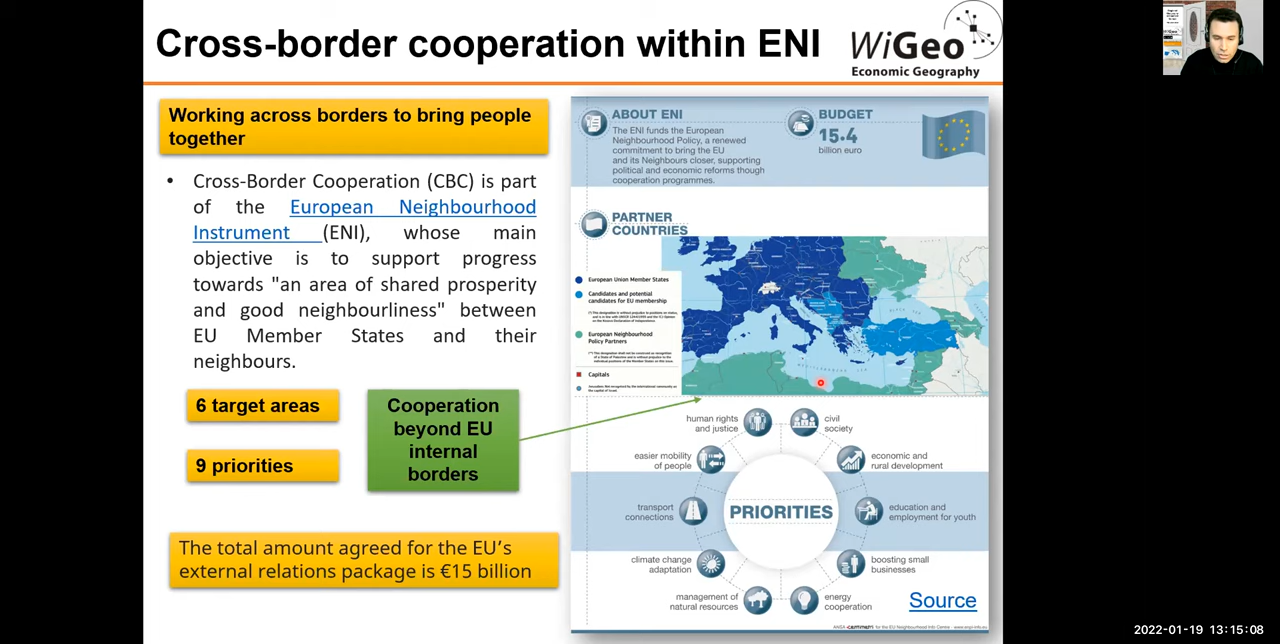 Cross-border cooperation within ENI
WiGeo
Economic Geography
Working across borders to bring people
together
• Cross-Border Cooperation (CBC) is part
of the European Neighbourhood
Instrument (ENI), whose main
objective is to support progress
towards "an area of shared prosperity
and good neighbourliness" between
EU Member States and their
neighbours.
6 target areas
9 priorities
Cooperation
beyond EU
internal
borders
The total amount agreed for the EU's
external relations package is €15 billion
ABOUT ENI
The ENI funds the European
Neighbourhood Policy, a renewed
commitment to bring the EU
and its Neighbours closer, supporting
political and economic reforms though
cooperation programmes.
BUDGET
15.4
billion euro
PARTNER
COUNTRIES
European Union Member States
Candidates and potential
candidates for EU membership
European Neighbourhood
Policy Partners
Capitals
human rights
and justice
civil
society
easier mobility
of people
economic and
rural development
transport
connections
PRIORITIES
education and
employment for youth
climate change
adaptation
boosting small
businesses
management of
natural resources
energy
cooperation
Source
2022-01-19 13:15:08